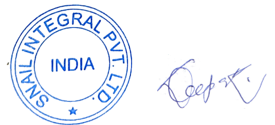 SNAIL INTEGRAL PVT. LTD.
INDIA